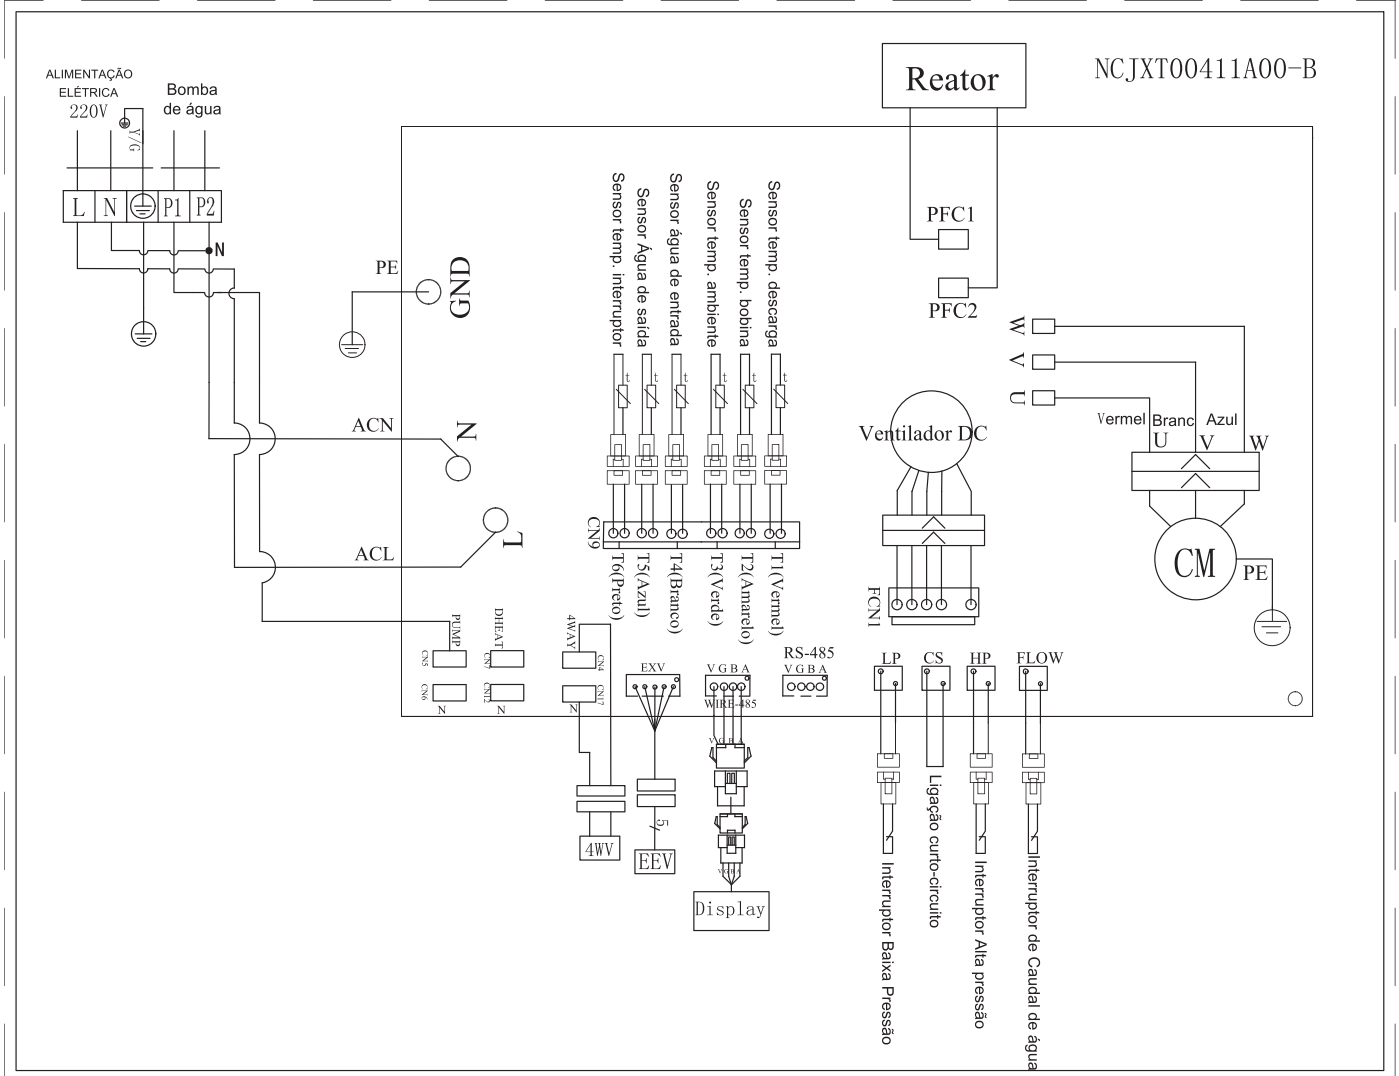 NCJXT00411A00-B
ALIMENTAÇÃO
ELÉTRICA
220V
Y/G
Bomba
de água
L
N
P1
P2
N
Reator
PFC1
PFC2
PE
GND
ACN
N
ACL
L
Sensor temp. interruptor
Sensor Água de saída
Sensor água de entrada
Sensor temp. ambiente
Sensor temp. bobina
Sensor temp. descarga
t
t
t
t
t
t
CN9
T6(Preto)
T5(Azul)
T4(Branco)
T3(Verde)
T2(Amarelo)
T1(Vermel)
Ventilador DC
FCN1
W
V
U
Vermel
Branc
Azul
U
V
W
CM
PE
PUMP
CN5
CN6
N
DHEAT
CN7
CN12
N
4WAY
CN4
CN17
N
4WV
EXV
5
EEV
V G B A
WIRE-485
V G B A
V G B A
Display
RS-485
V G B A
LP
CS
HP
FLOW
Interruptor Baixa Pressão
Ligação curto-circuito
Interruptor Alta pressão
Interruptor de Caudal de água